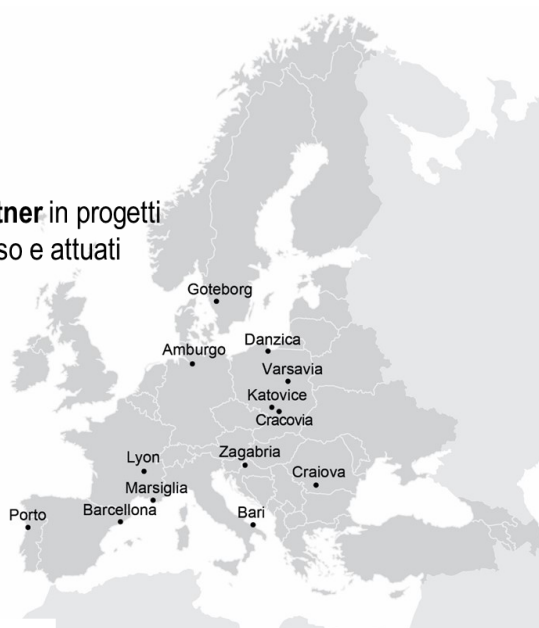 tner in progetti
so e attuati
Goteborg
Danzica
Amburgo
Varsavia
Katovice
Cracovia
Zagabria
Lyon
Craiova
Marsiglia
Barcellona
Bari
Porto